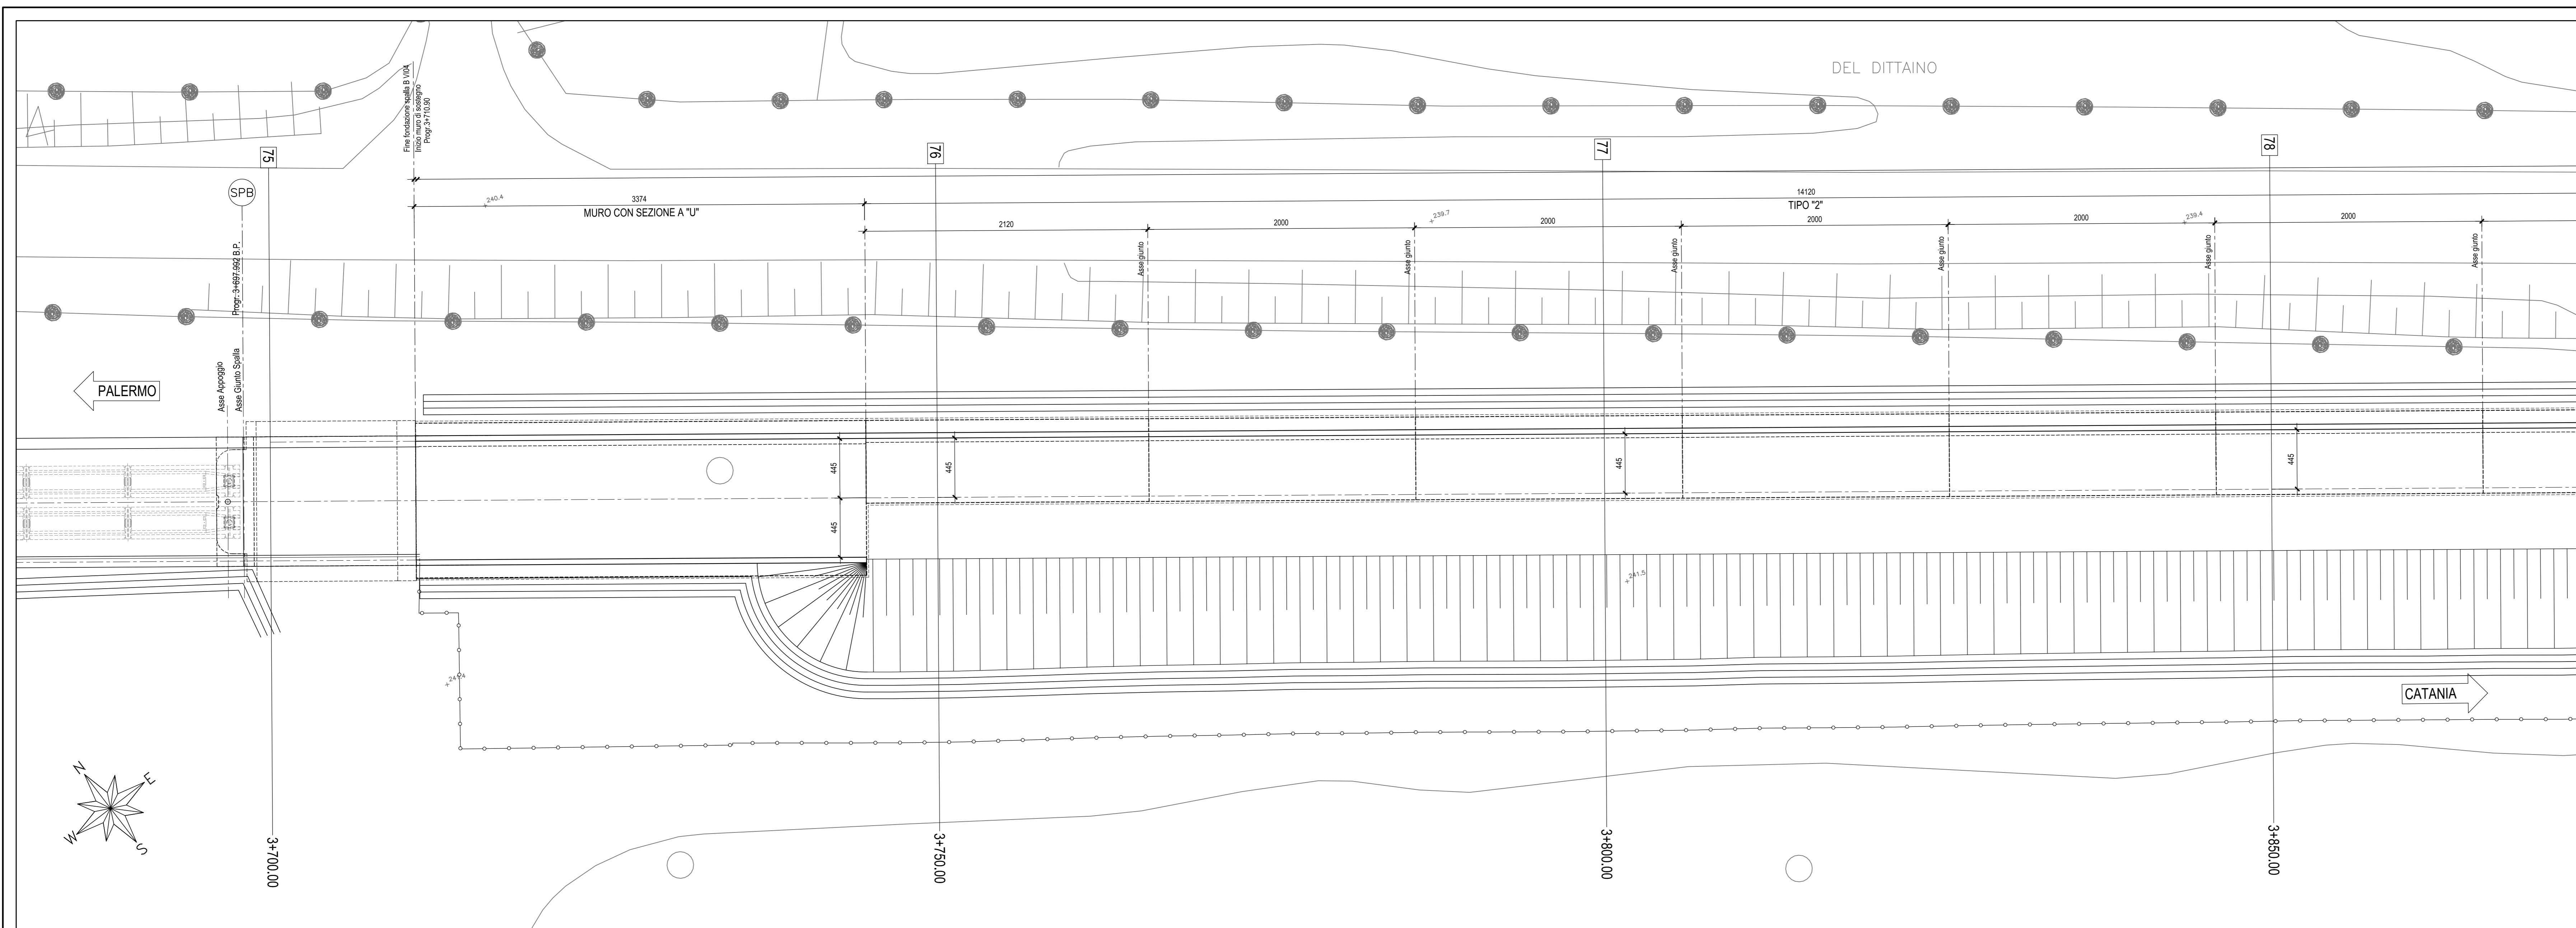 DEL DITTAINO
Fine fondazione spalla B VI04
Inizio muro di sostegno
Progr.3+710.90
75
76
77
78
SPB
240.4
3374
MURO CON SEZIONE A "U"
14120
TIPO "2"
239.7
239.4
2120
2000
2000
2000
2000
2000
Asse giunto
Asse giunto
Asse giunto
Asse giunto
Asse giunto
Asse giunto
Progr. 3+697.992 B.P.
Asse Appoggio
Asse Giunto Spalla
PALERMO
445
445
445
445
445
241.5
CATANIA
N
E
W
S
3+700.00
3+750.00
3+800.00
3+850.00